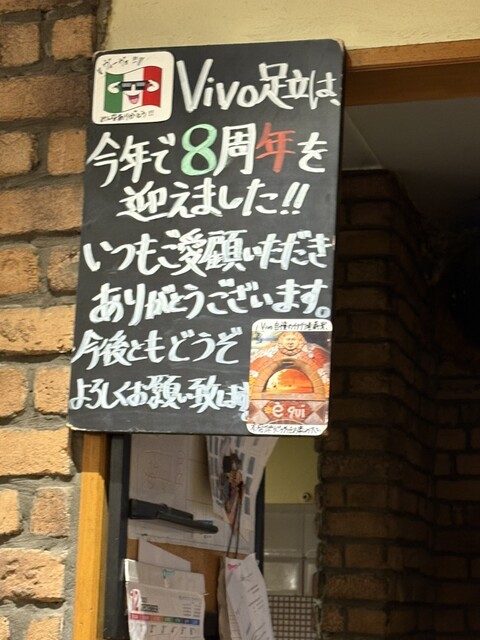 Vivo足立は、
今年で8周年を
迎えました!!
いつもご愛顧いただき
ありがとうございます。
今後ともどうぞ
よろしくお願い致します
è qui
12